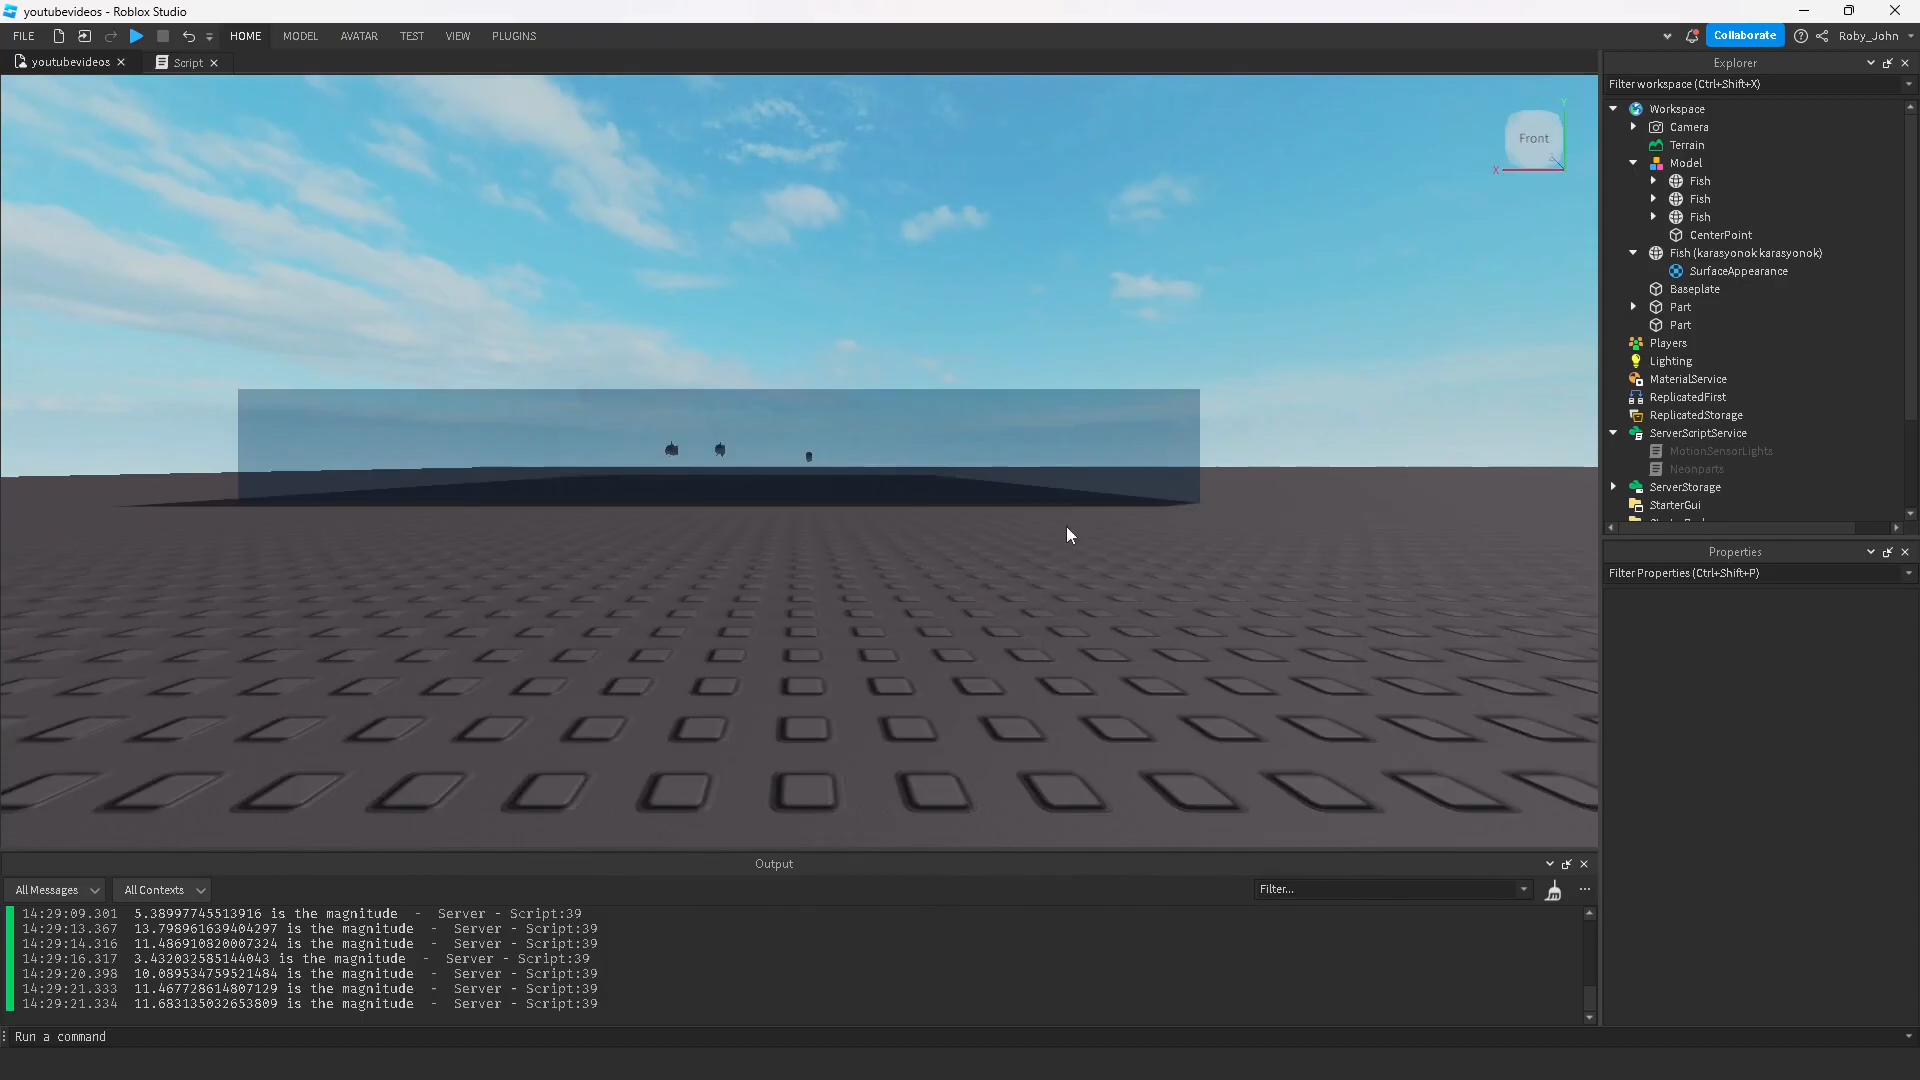 youtubevideos - Roblox Studio
FILE HOME MODEL AVATAR TEST VIEW PLUGINS Collaborate Roby_John
youtubevideos Script
Explorer
Filter workspace (Ctrl+Shift+X)
Workspace
Camera
Terrain
Model
Fish
Fish
Fish
CenterPoint
Fish (karasyonok karasyonok)
SurfaceAppearance
Baseplate
Part
Part
Players
Lighting
MaterialService
ReplicatedFirst
ReplicatedStorage
ServerScriptService
MotionSensorLights
Neonparts
ServerStorage
StarterGui
Y
Front
X
Z
Properties
Filter Properties (Ctrl+Shift+P)
Output
All Messages All Contexts Filter...
14:29:09.301 5.38997745513916 is the magnitude - Server - Script:39
14:29:13.367 13.798961639404297 is the magnitude - Server - Script:39
14:29:14.316 11.486910820007324 is the magnitude - Server - Script:39
14:29:16.317 3.432032585144043 is the magnitude - Server - Script:39
14:29:20.398 10.089534759521484 is the magnitude - Server - Script:39
14:29:21.333 11.467728614807129 is the magnitude - Server - Script:39
14:29:21.334 11.683135032653809 is the magnitude - Server - Script:39
Run a command